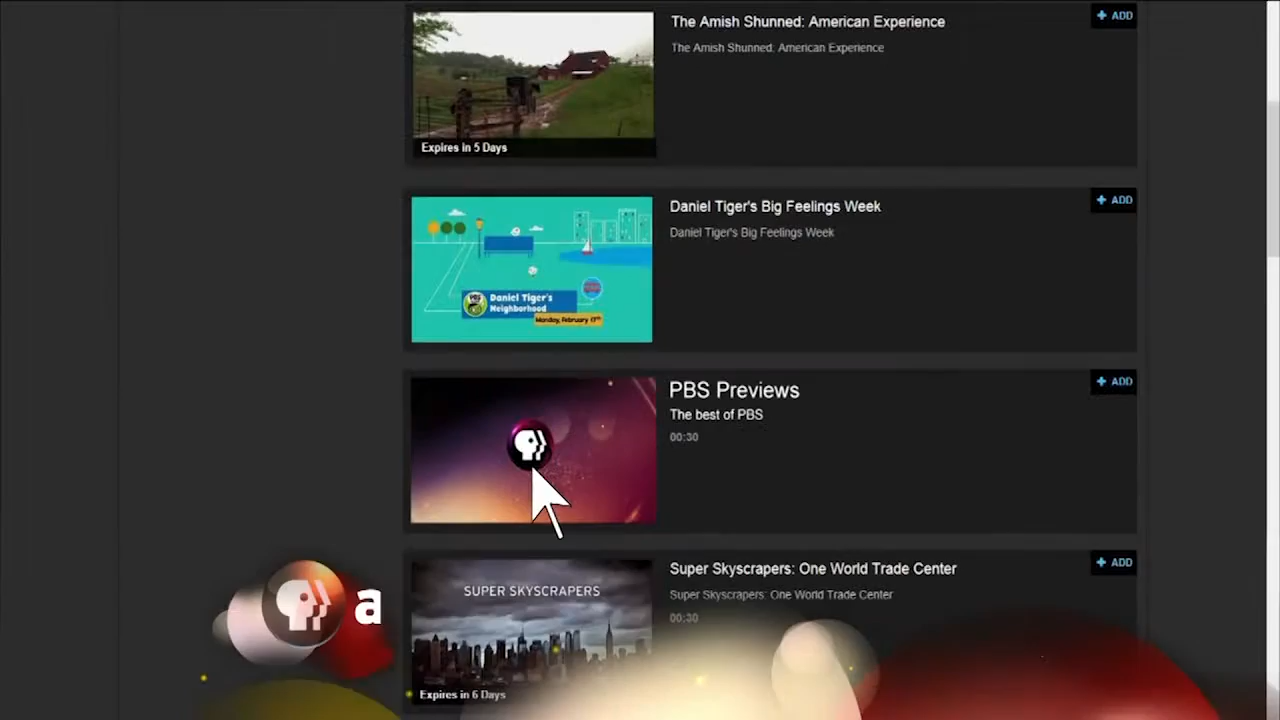 The Amish Shunned: American Experience
+ ADD
The Amish Shunned. American Experience
Expires in 5 Days
Daniel Tiger's Big Feelings Week
+ ADD
Daniel Tiger's Big Feelings Week
Daniel Tiger's
Neighborhood
Monday, February 17th
PBS Previews
+ ADD
The best of PBS
00:30
Super Skyscrapers: One World Trade Center
+ ADD
SUPER SKYSCRAPERS
Super Skyscrapers: One World Trade Center
00:30
a
Expires in 6 Days